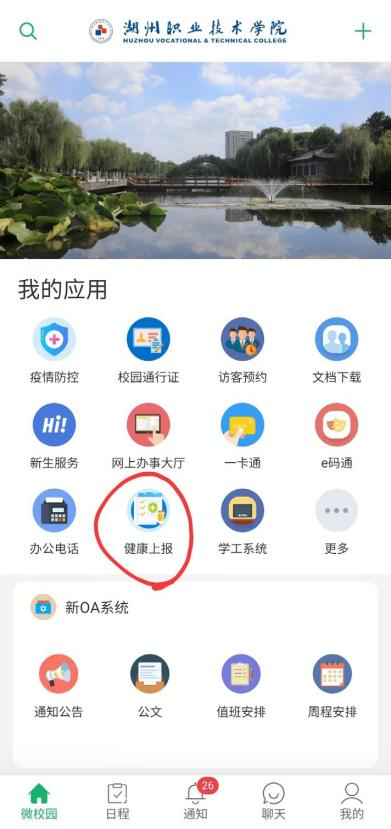 湖州职业技术学院
HUZHOU VOCATIONAL & TECHNICAL COLLEGE
我的应用
疫情防控 校园通行证 访客预约 文档下载
Hi!
新生服务 网上办事大厅 一卡通 e码通
办公电话 健康上报 学工系统 更多
新OA系统
通知公告 公文 值班安排 周程安排
26
微校园 日程 通知 聊天 我的